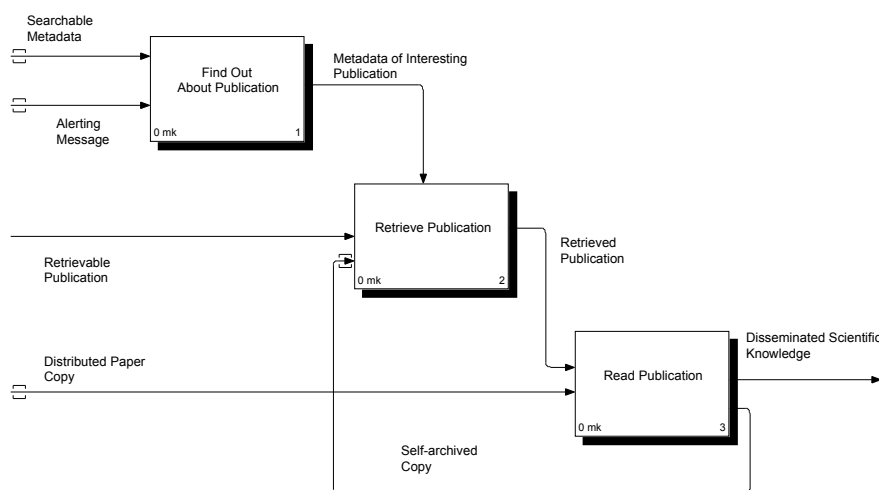 Searchable
Metadata
Find Out
About Publication
0 mk
1
Metadata of Interesting
Publication
Alerting
Message
Retrieve Publication
0 mk
2
Retrievable
Publication
Retrieved
Publication
Distributed Paper
Copy
Read Publication
0 mk
3
Disseminated Scientific
Knowledge
Self-archived
Copy